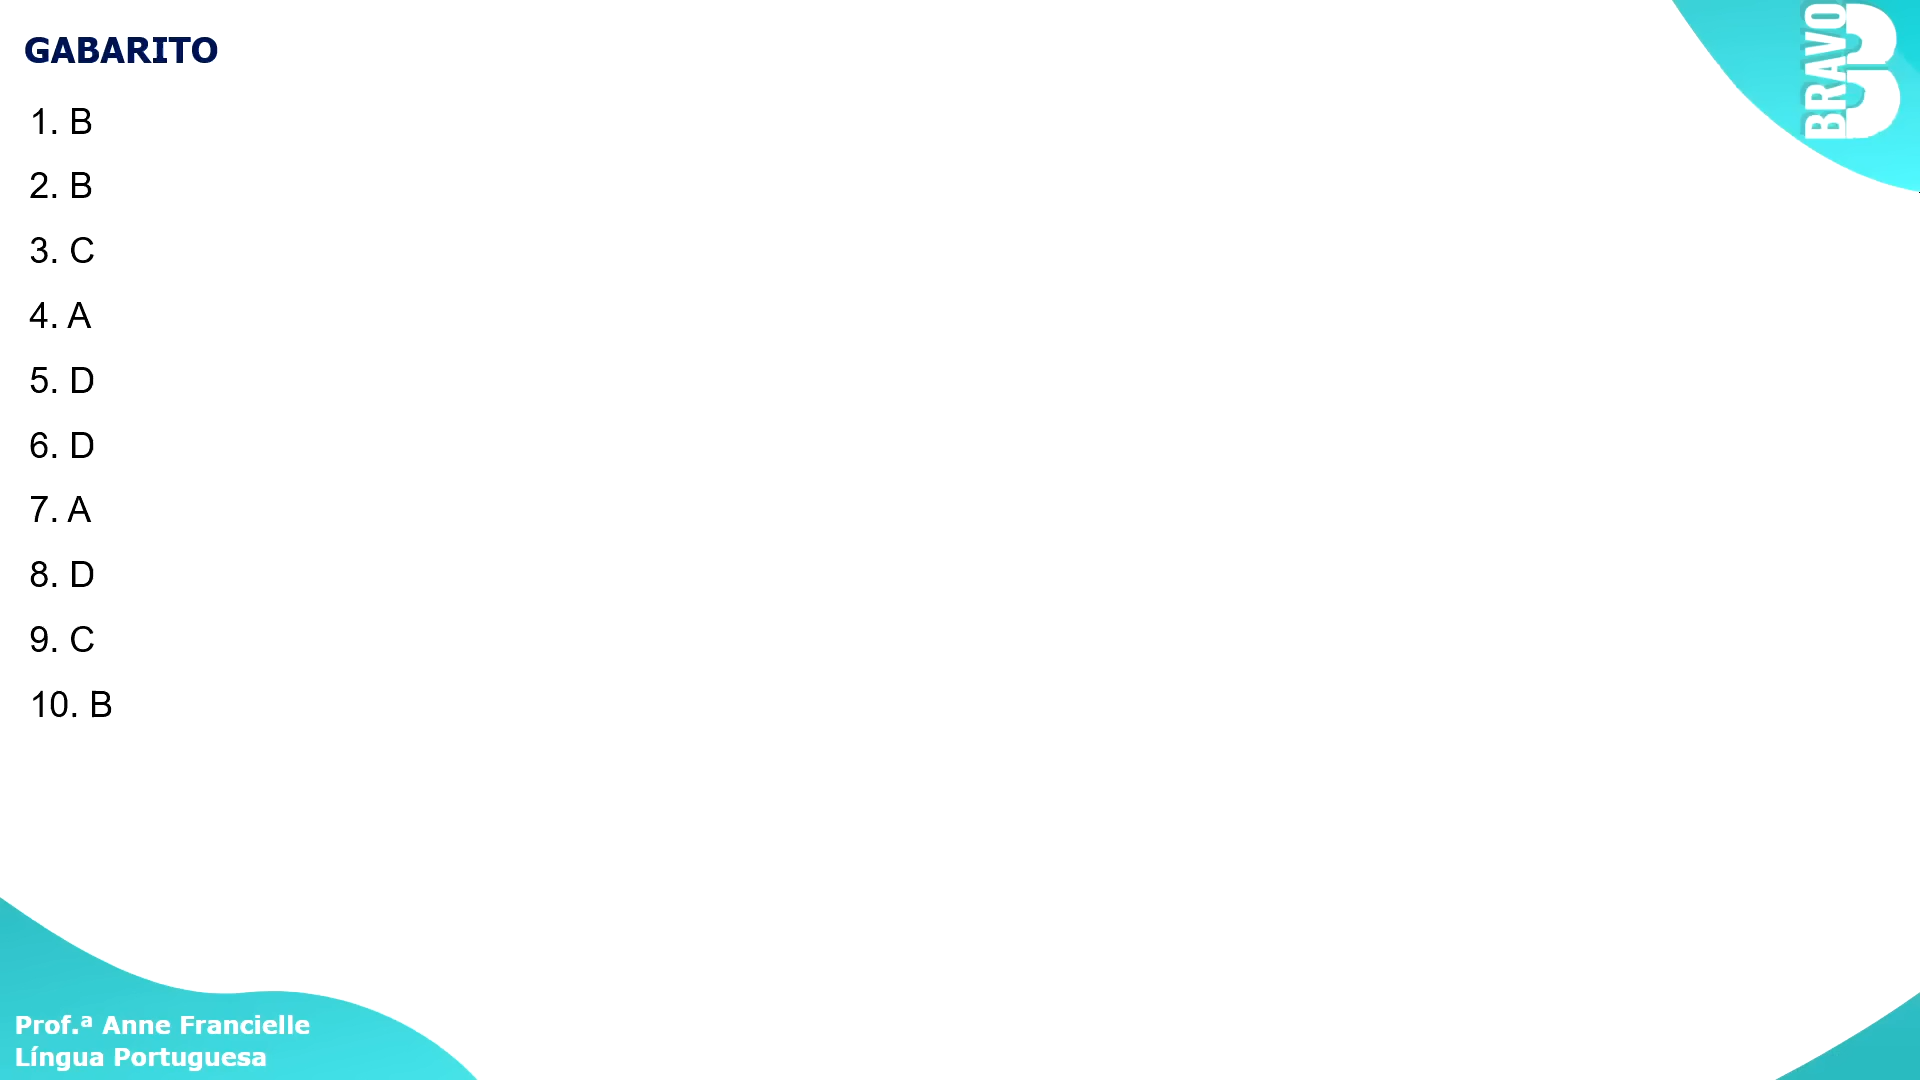 GABARITO
1. B
2. B
3. C
4. A
5. D
6. D
7. A
8. D
9. C
10. B
BRAVO
Prof.ª Anne Francielle
Língua Portuguesa